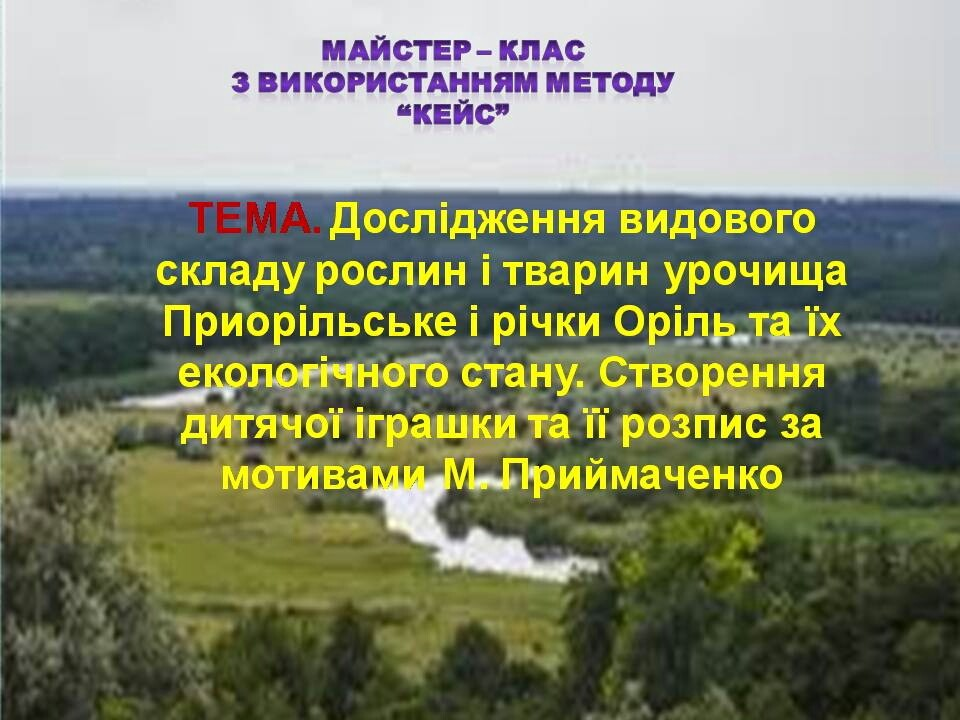 МАЙСТЕР – КЛАС
З ВИКОРИСТАННЯМ МЕТОДУ
“КЕЙС”
ТЕМА. Дослідження видового
складу рослин і тварин урочища
Приорільське і річки Оріль та їх
екологічного стану. Створення
дитячої іграшки та її розпис за
мотивами М. Приймаченко